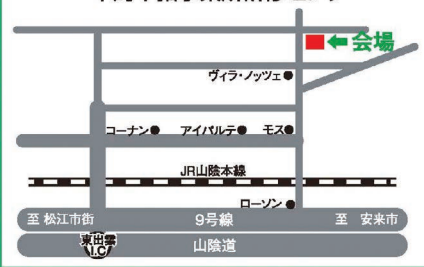 会場
ヴィラ・ノッツェ
コーナン
アイパルテ
モス
JR山陰本線
ローソン
至 松江市街
9号線
至 安来市
東出雲
I.C
山陰道